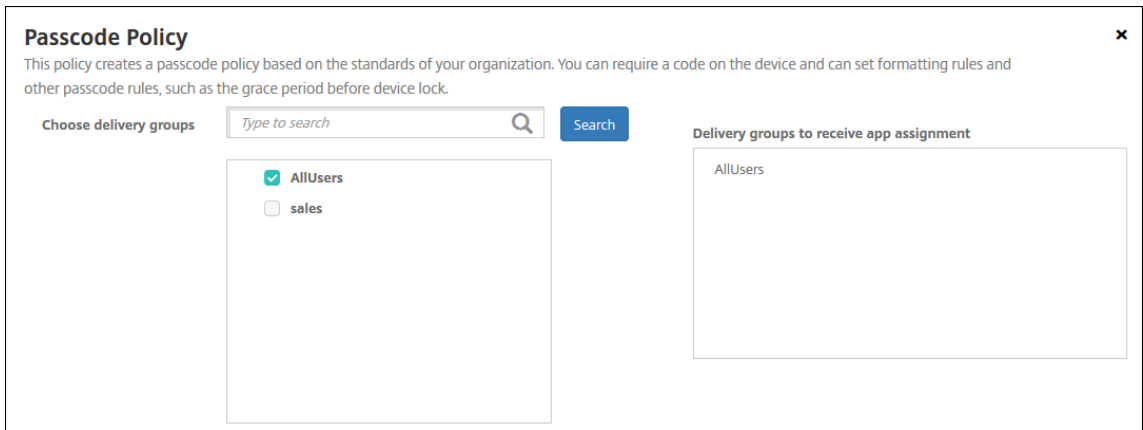 Passcode Policy
This policy creates a passcode policy based on the standards of your organization. You can require a code on the device and can set formatting rules and
other passcode rules, such as the grace period before device lock.
Choose delivery groups
Type to search
Search
AllUsers
sales
Delivery groups to receive app assignment
AllUsers